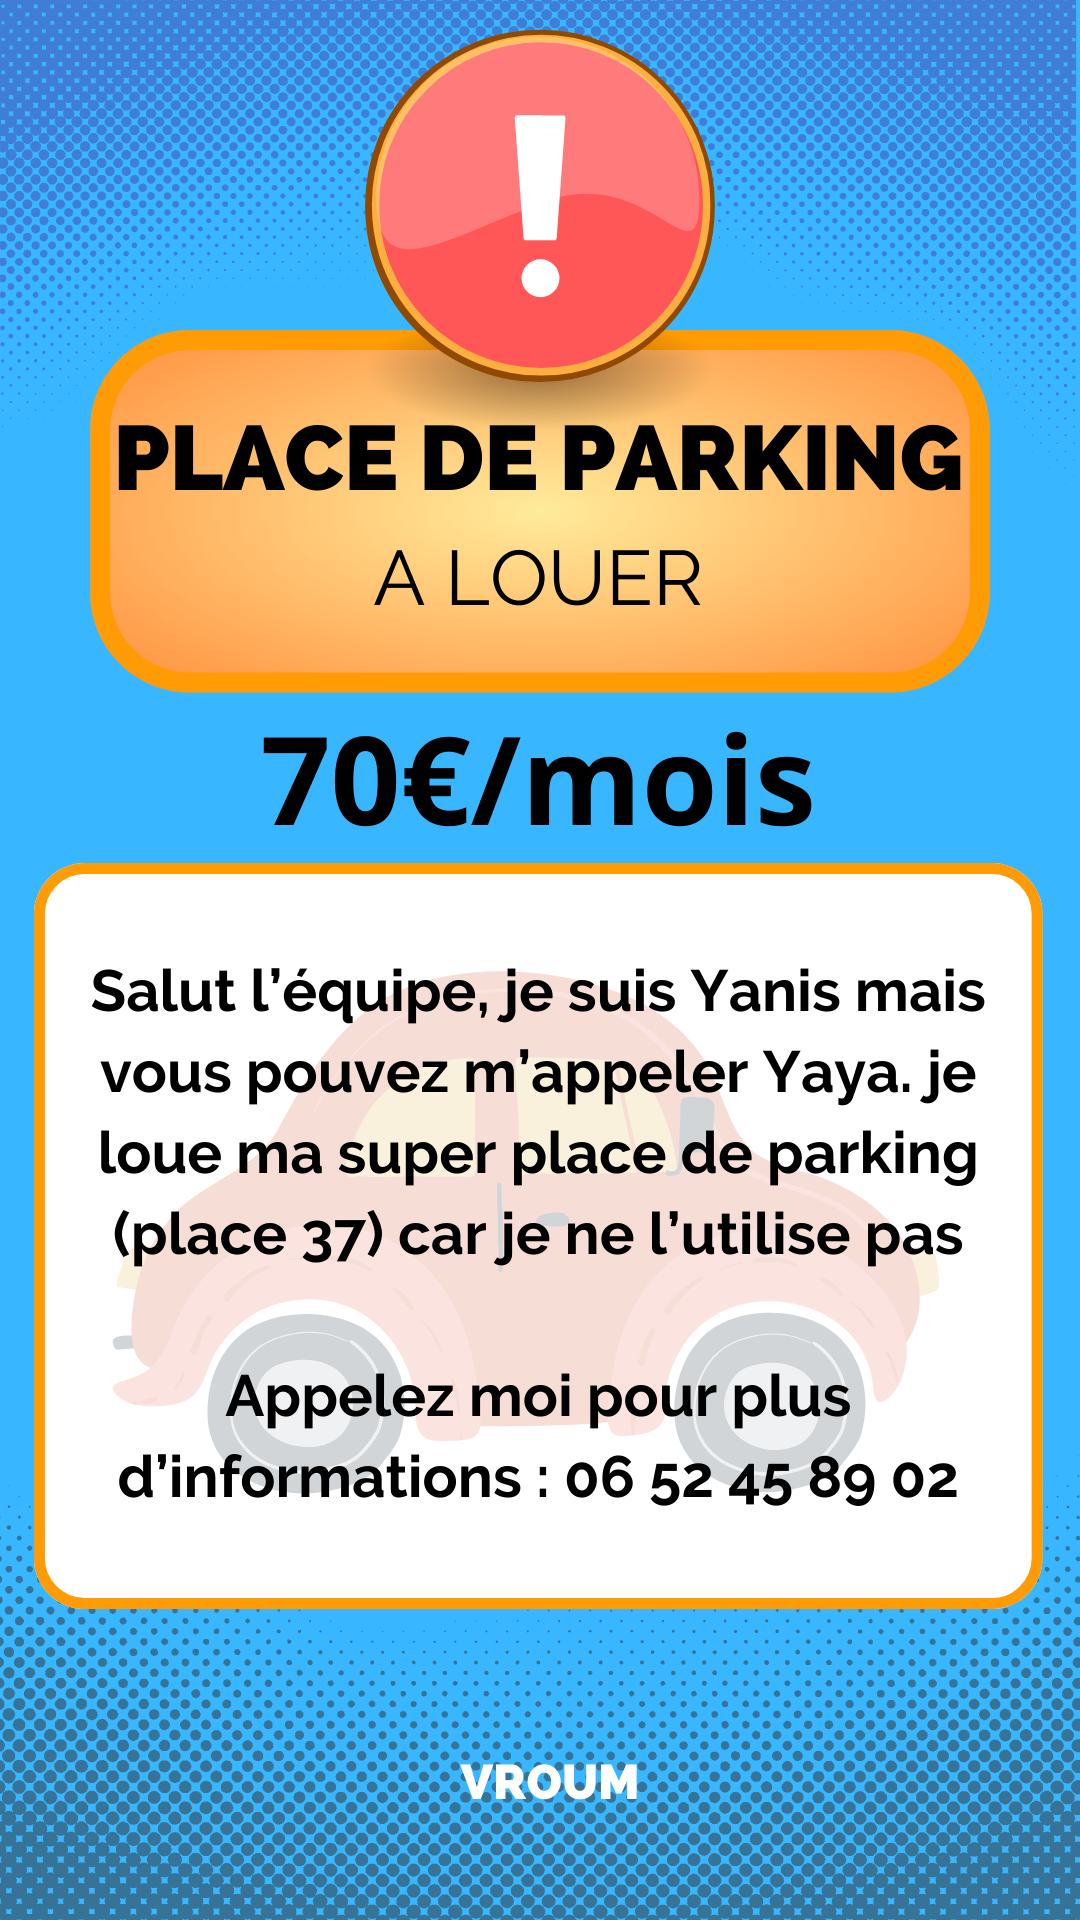 !
PLACE DE PARKING
A LOUER
70€/mois
Salut l’équipe, je suis Yanis mais
vous pouvez m’appeler Yaya. je
loue ma super place de parking
(place 37) car je ne l’utilise pas
Appelez moi pour plus
d’informations : 06 52 45 89 02
VROUM